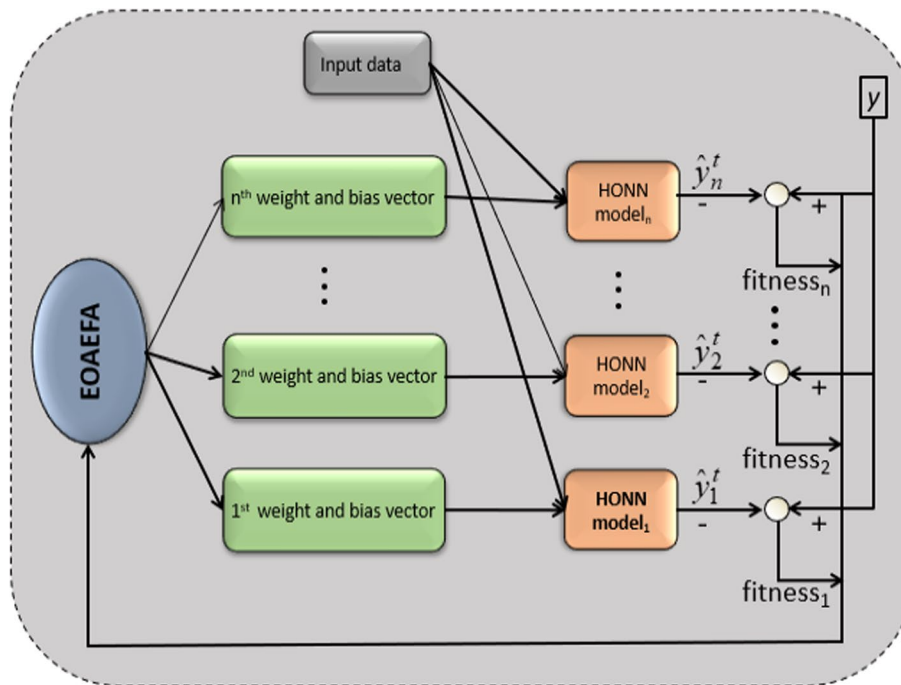 Input data
y
nth weight and bias vector
HONN
modeln
ŷnt
-
+
fitnessn
EOAEFA
2nd weight and bias vector
HONN
model2
ŷ2t
-
+
fitness2
1st weight and bias vector
HONN
model1
ŷ1t
-
+
fitness1